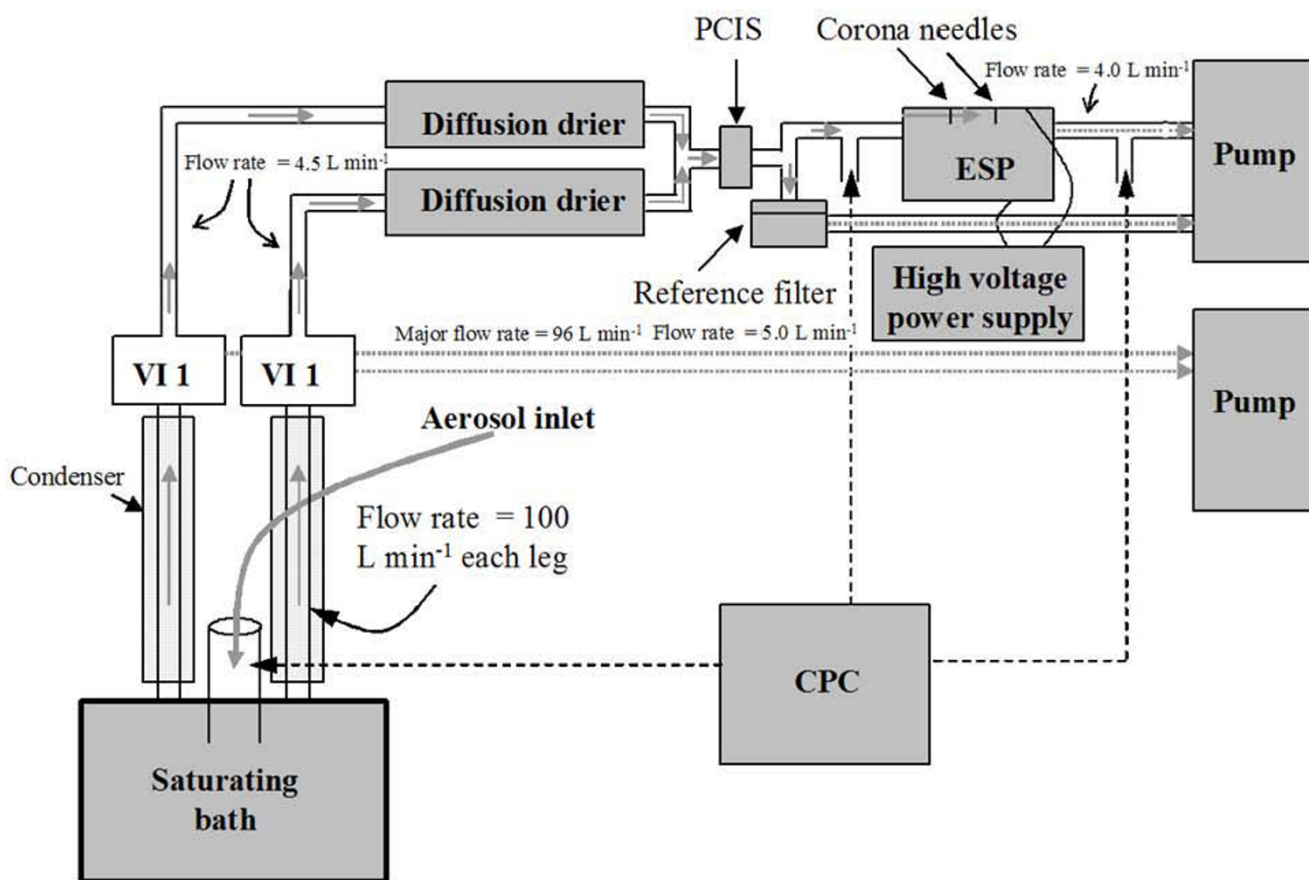 PCIS
Corona needles
Flow rate = 4.0 L min⁻¹
Diffusion drier
Pump
Flow rate = 4.5 L min⁻¹
ESP
Diffusion drier
Reference filter
High voltage
power supply
Major flow rate = 96 L min⁻¹ Flow rate = 5.0 L min⁻¹
VI 1
VI 1
Pump
Aerosol inlet
Condenser
Flow rate = 100
L min⁻¹ each leg
CPC
Saturating
bath